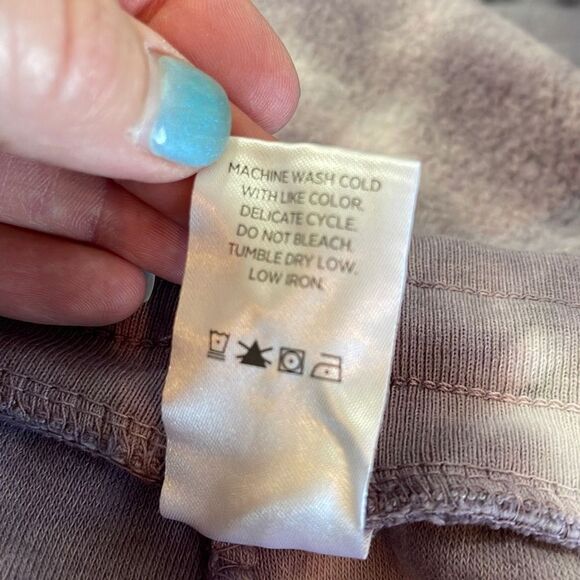 MACHINE WASH COLD
WITH LIKE COLOR.
DELICATE CYCLE.
DO NOT BLEACH.
TUMBLE DRY LOW.
LOW IRON.